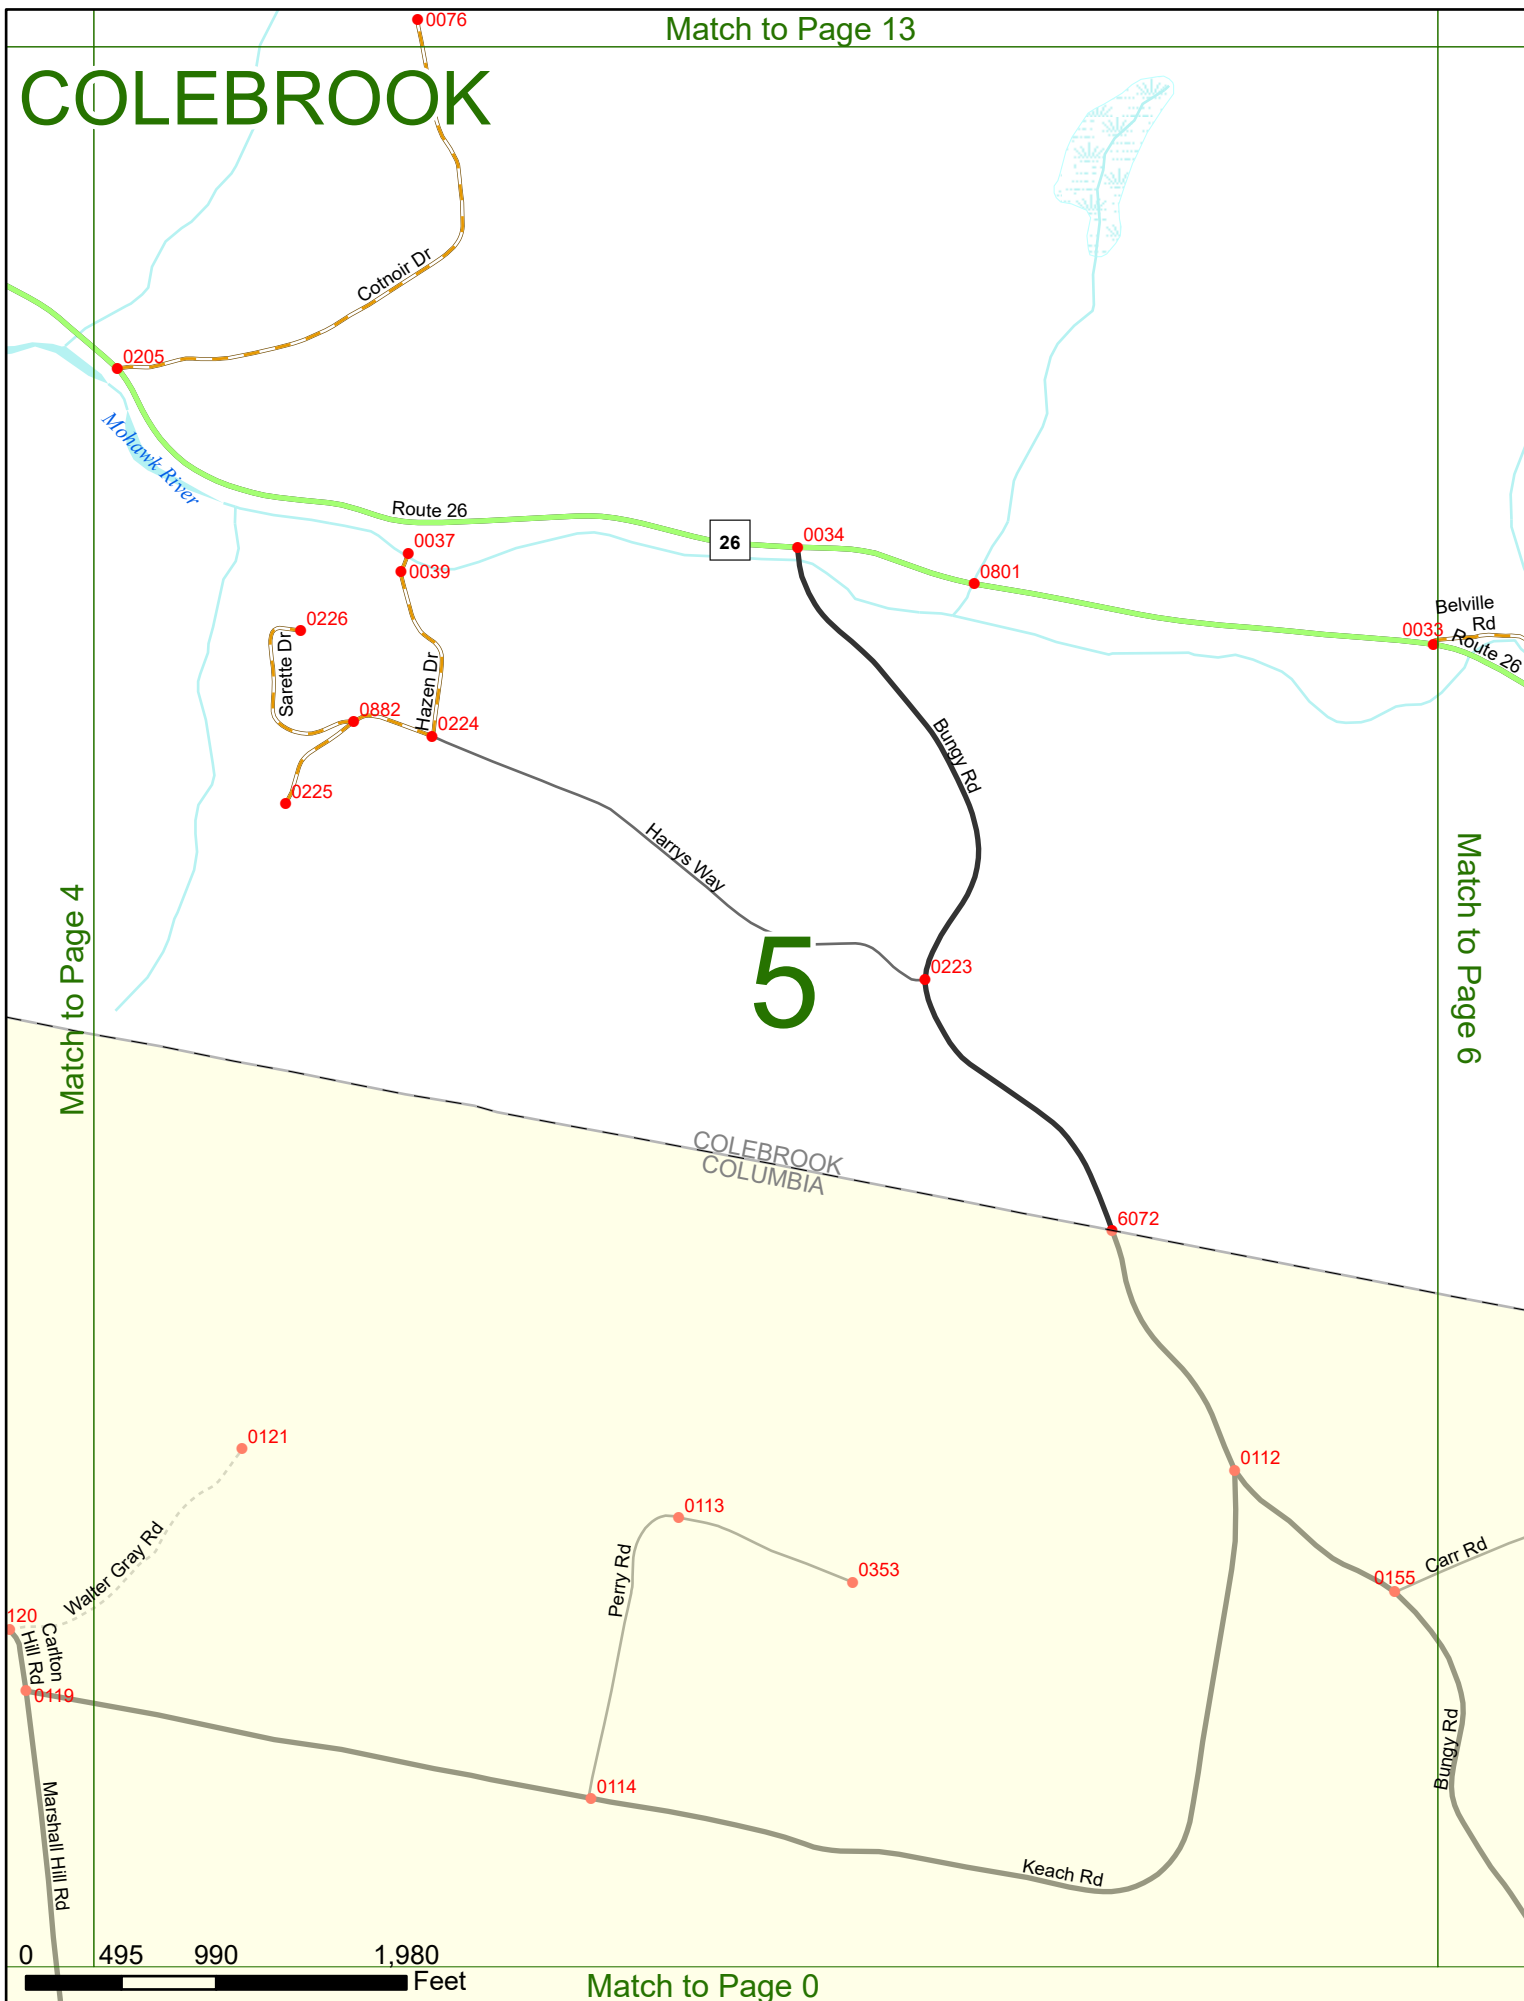 0076
Match to Page 13
COLEBROOK
Cotnoir Dr
0205
Mohawk River
Route 26
26
0034
0037
0039
0801
Belville
Rd
0033
Route 26
0226
Sarette Dr
Hazen Dr
0882
0224
Bungy Rd
0225
Harrys Way
Match to Page 4
Match to Page 6
5
0223
COLEBROOK
COLUMBIA
6072
0121
0112
0113
Walter Gray Rd
Perry Rd
0353
Carr Rd
0155
120
Carlton
Hill Rd
0119
Bungy Rd
0114
Marshall Hill Rd
Keach Rd
0 495 990 1,980
Feet
Match to Page 0